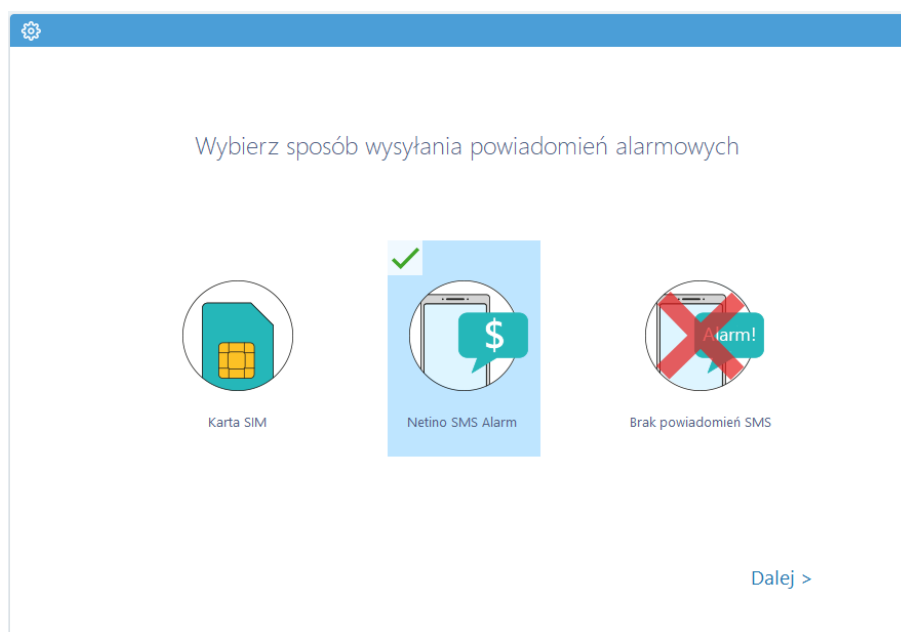 Wybierz sposób wysyłania powiadomień alarmowych
$
Alarm!
Karta SIM
Netino SMS Alarm
Brak powiadomień SMS
Dalej >